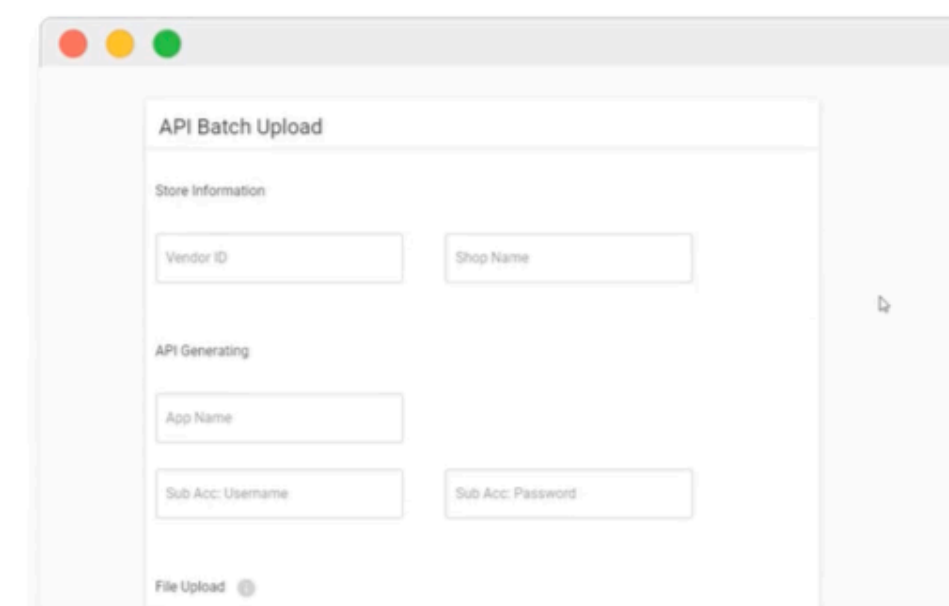 API Batch Upload
Store Information
Vendor ID
Shop Name
API Generating
App Name
Sub Acc: Username
Sub Acc: Password
File Upload